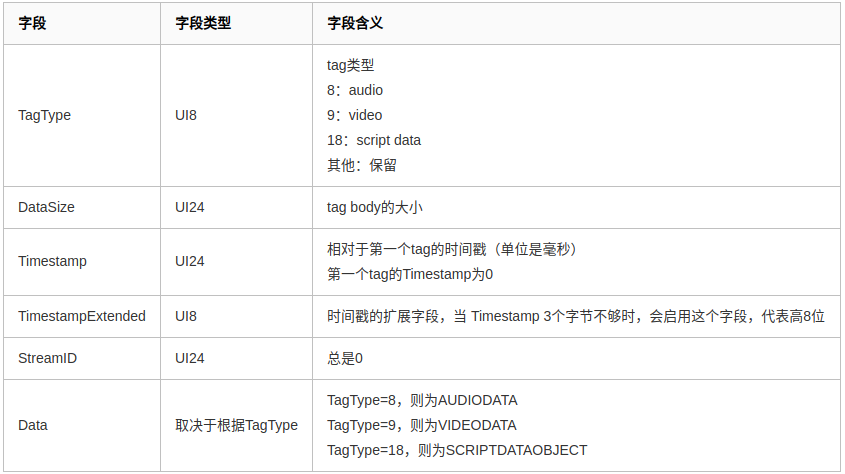 字段 字段类型 字段含义
tag类型
8：audio
TagType UI8 9：video
18：script data
其他：保留
DataSize UI24 tag body的大小
相对于第一个tag的时间戳（单位是毫秒）
Timestamp UI24
第一个tag的Timestamp为0
TimestampExtended UI8 时间戳的扩展字段，当 Timestamp 3个字节不够时，会启用这个字段，代表高8位
StreamID UI24 总是0
TagType=8，则为AUDIODATA
Data 取决于根据TagType TagType=9，则为VIDEODATA
TagType=18，则为SCRIPTDATAOBJECT